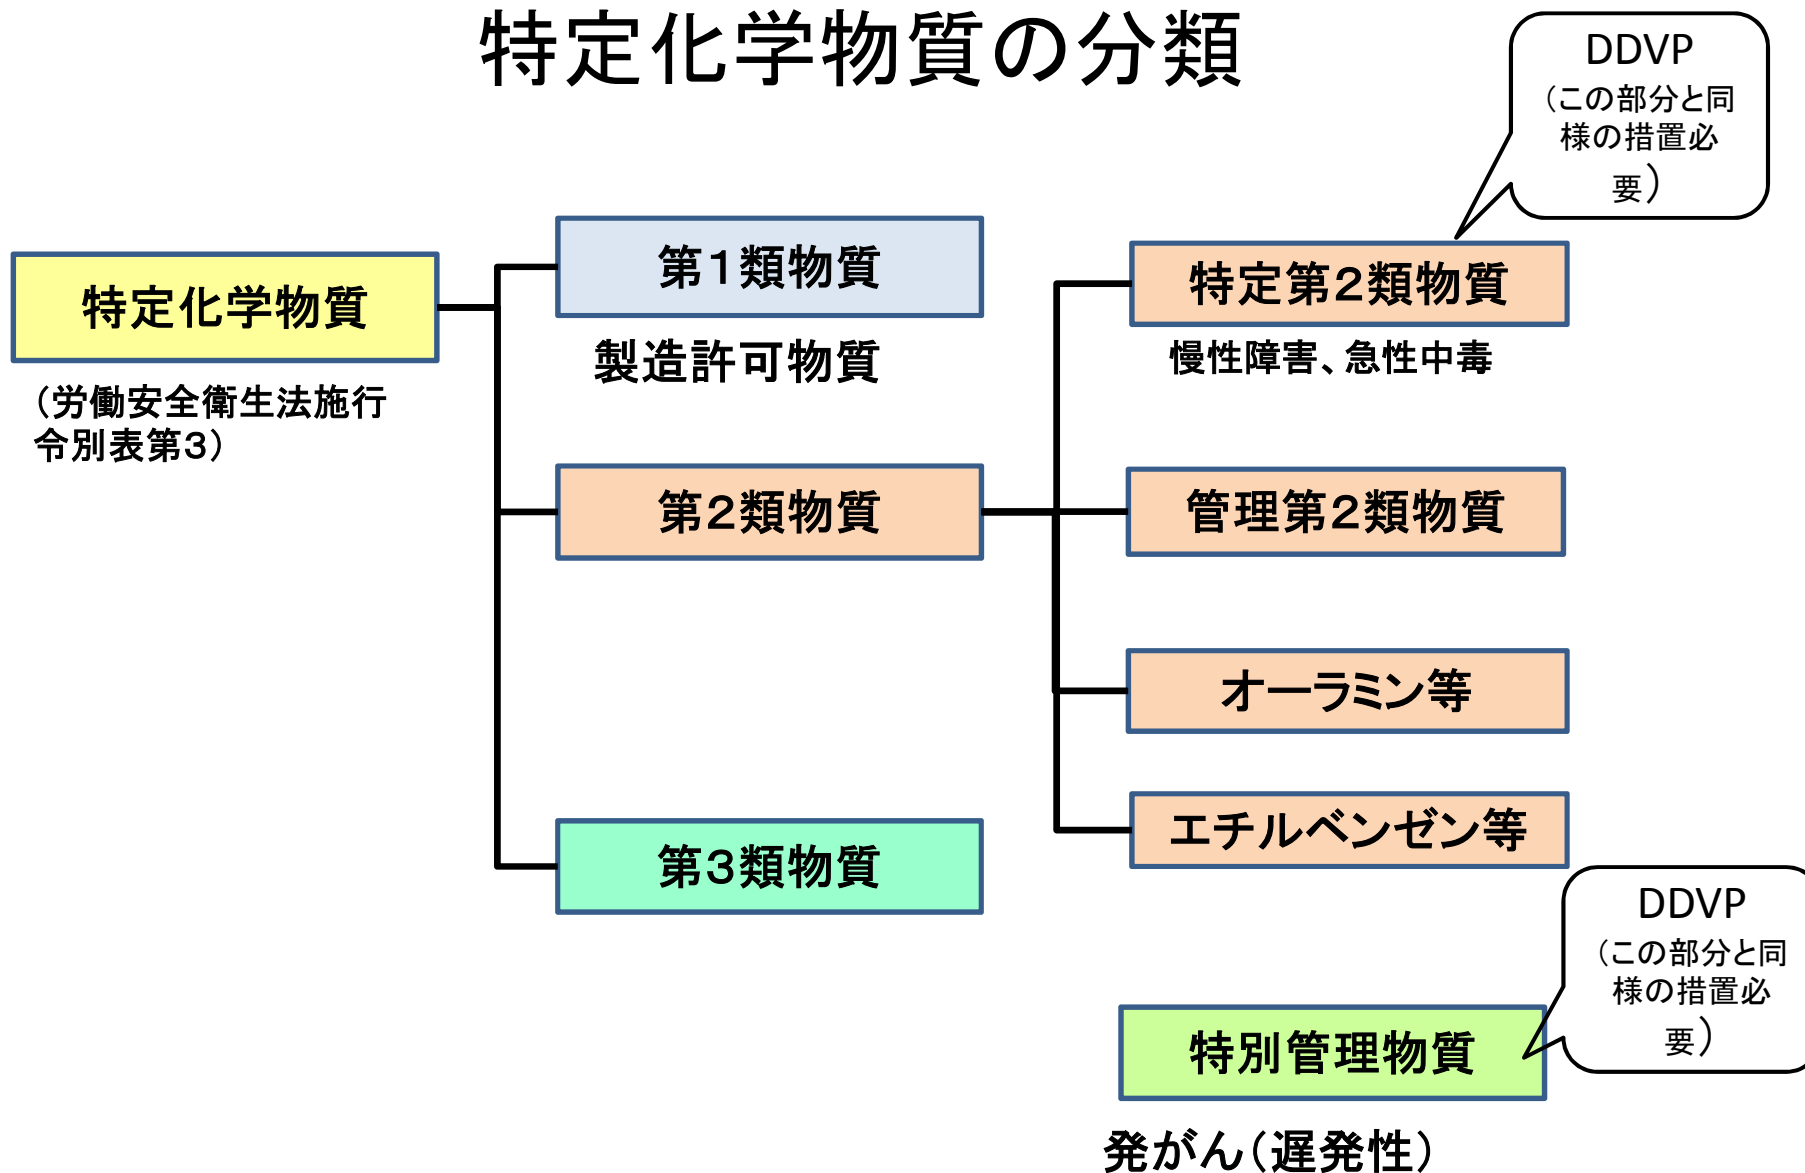 特定化学物質の分類
DDVP
（この部分と同
様の措置必
要）
特定化学物質
（労働安全衛生法施行
令別表第３）
第１類物質
製造許可物質
第２類物質
第３類物質
特定第２類物質
慢性障害、急性中毒
管理第２類物質
オーラミン等
エチルベンゼン等
DDVP
（この部分と同
様の措置必
要）
特別管理物質
発がん（遅発性）